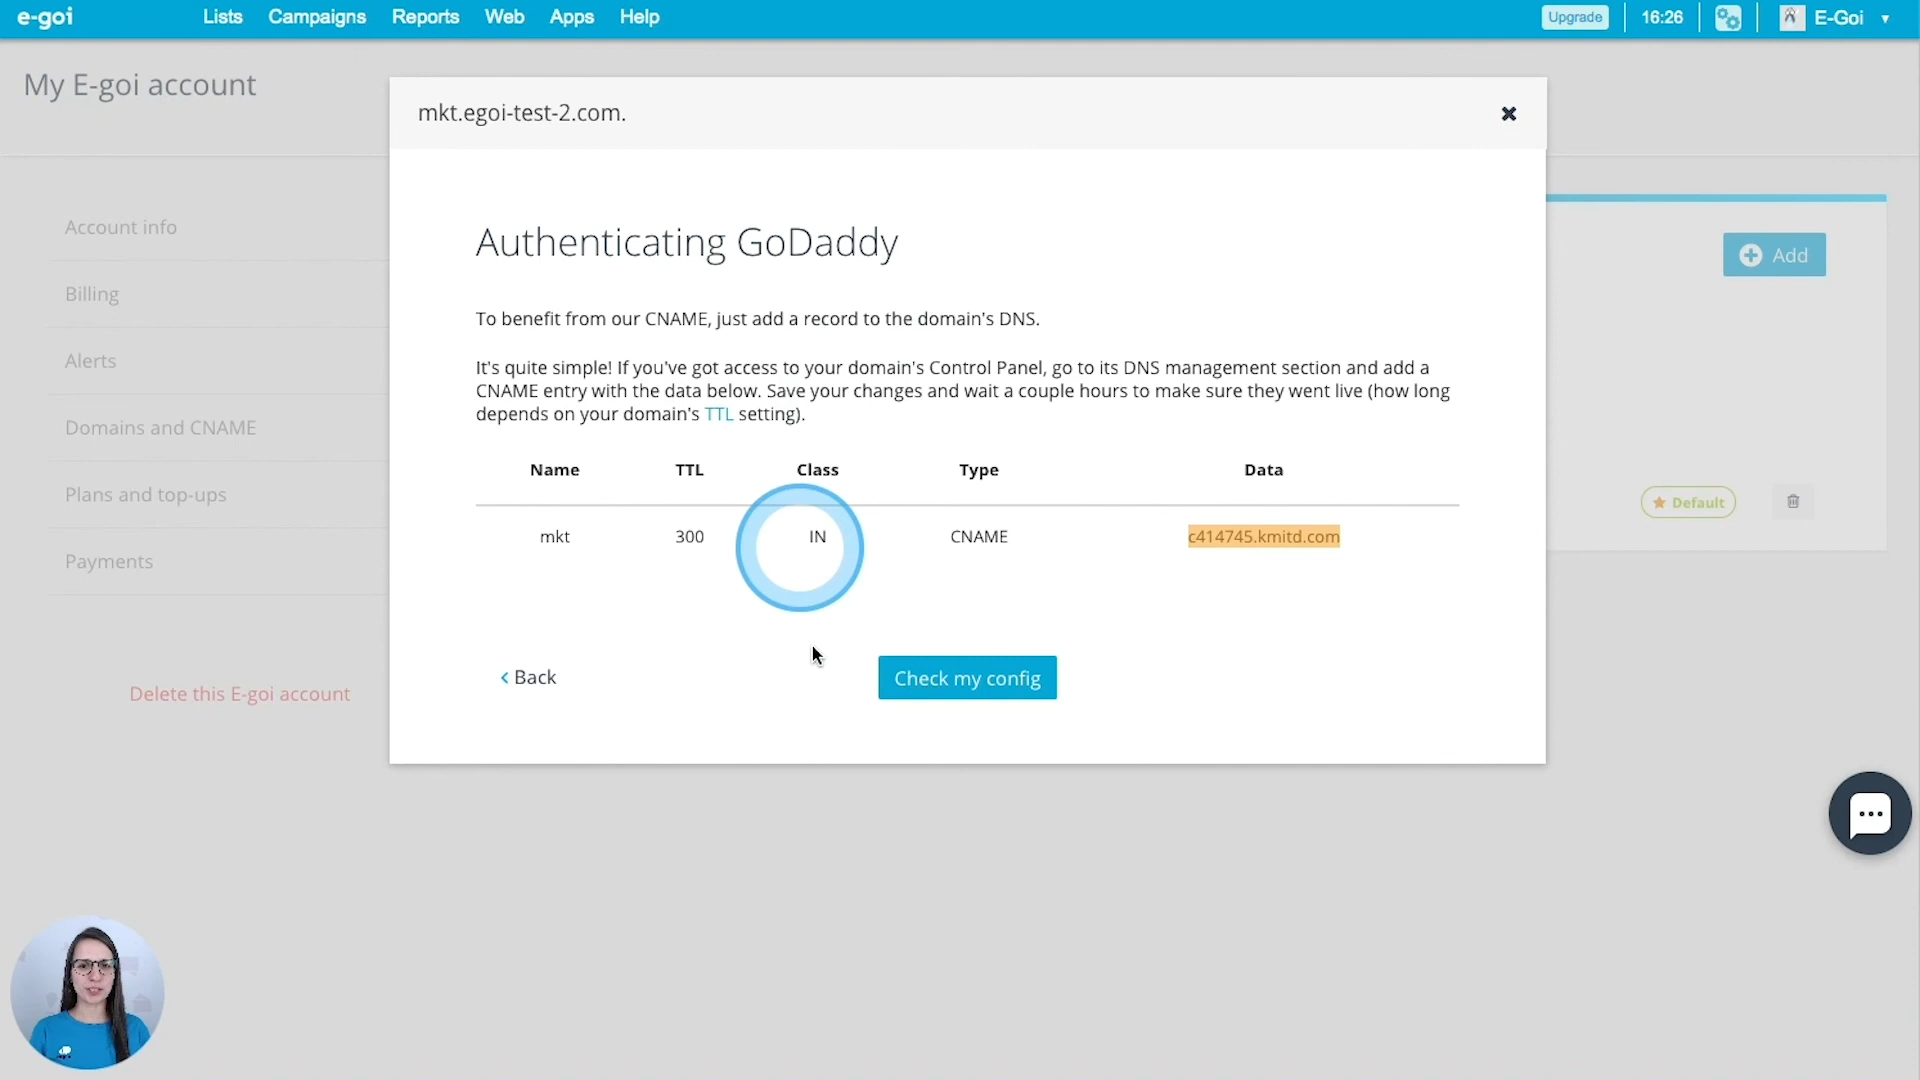 e-goi Lists Campaigns Reports Web Apps Help Upgrade 16:26 E-Goi
My E-goi account
mkt.egoi-test-2.com.
Account info
Billing
Alerts
Domains and CNAME
Plans and top-ups
Payments
Delete this E-goi account
Authenticating GoDaddy
To benefit from our CNAME, just add a record to the domain's DNS.
It's quite simple! If you've got access to your domain's Control Panel, go to its DNS management section and add a
CNAME entry with the data below. Save your changes and wait a couple hours to make sure they went live (how long
depends on your domain's TTL setting).
Name TTL Class Type Data
mkt 300 IN CNAME c414745.kmitd.com
Back Check my config
Add
Default